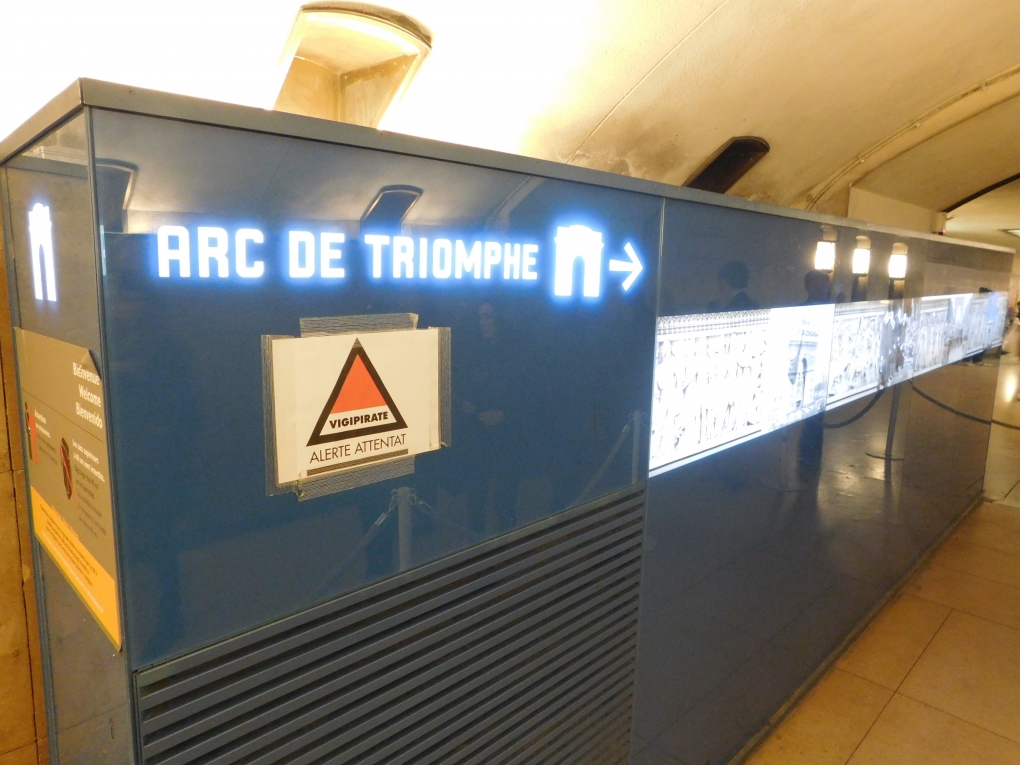 ARC DE TRIOMPHE
VIGIPIRATE
ALERTE ATTENTAT
Bienvenue
Welcome
Bienvenido